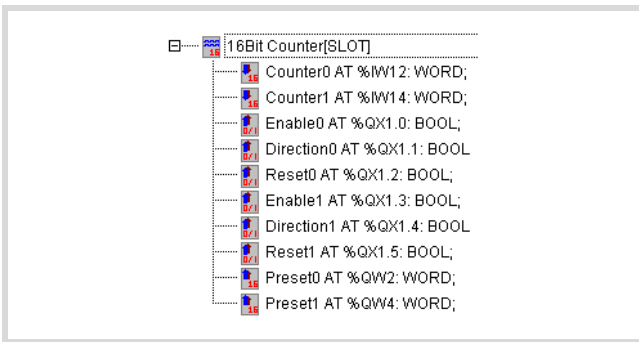 16Bit Counter[SLOT]
Counter0 AT %IW12: WORD;
Counter1 AT %IW14: WORD;
Enable0 AT %QX1.0: BOOL;
Direction0 AT %QX1.1: BOOL
Reset0 AT %QX1.2: BOOL;
Enable1 AT %QX1.3: BOOL;
Direction1 AT %QX1.4: BOOL
Reset1 AT %QX1.5: BOOL;
Preset0 AT %QW2: WORD;
Preset1 AT %QW4: WORD;